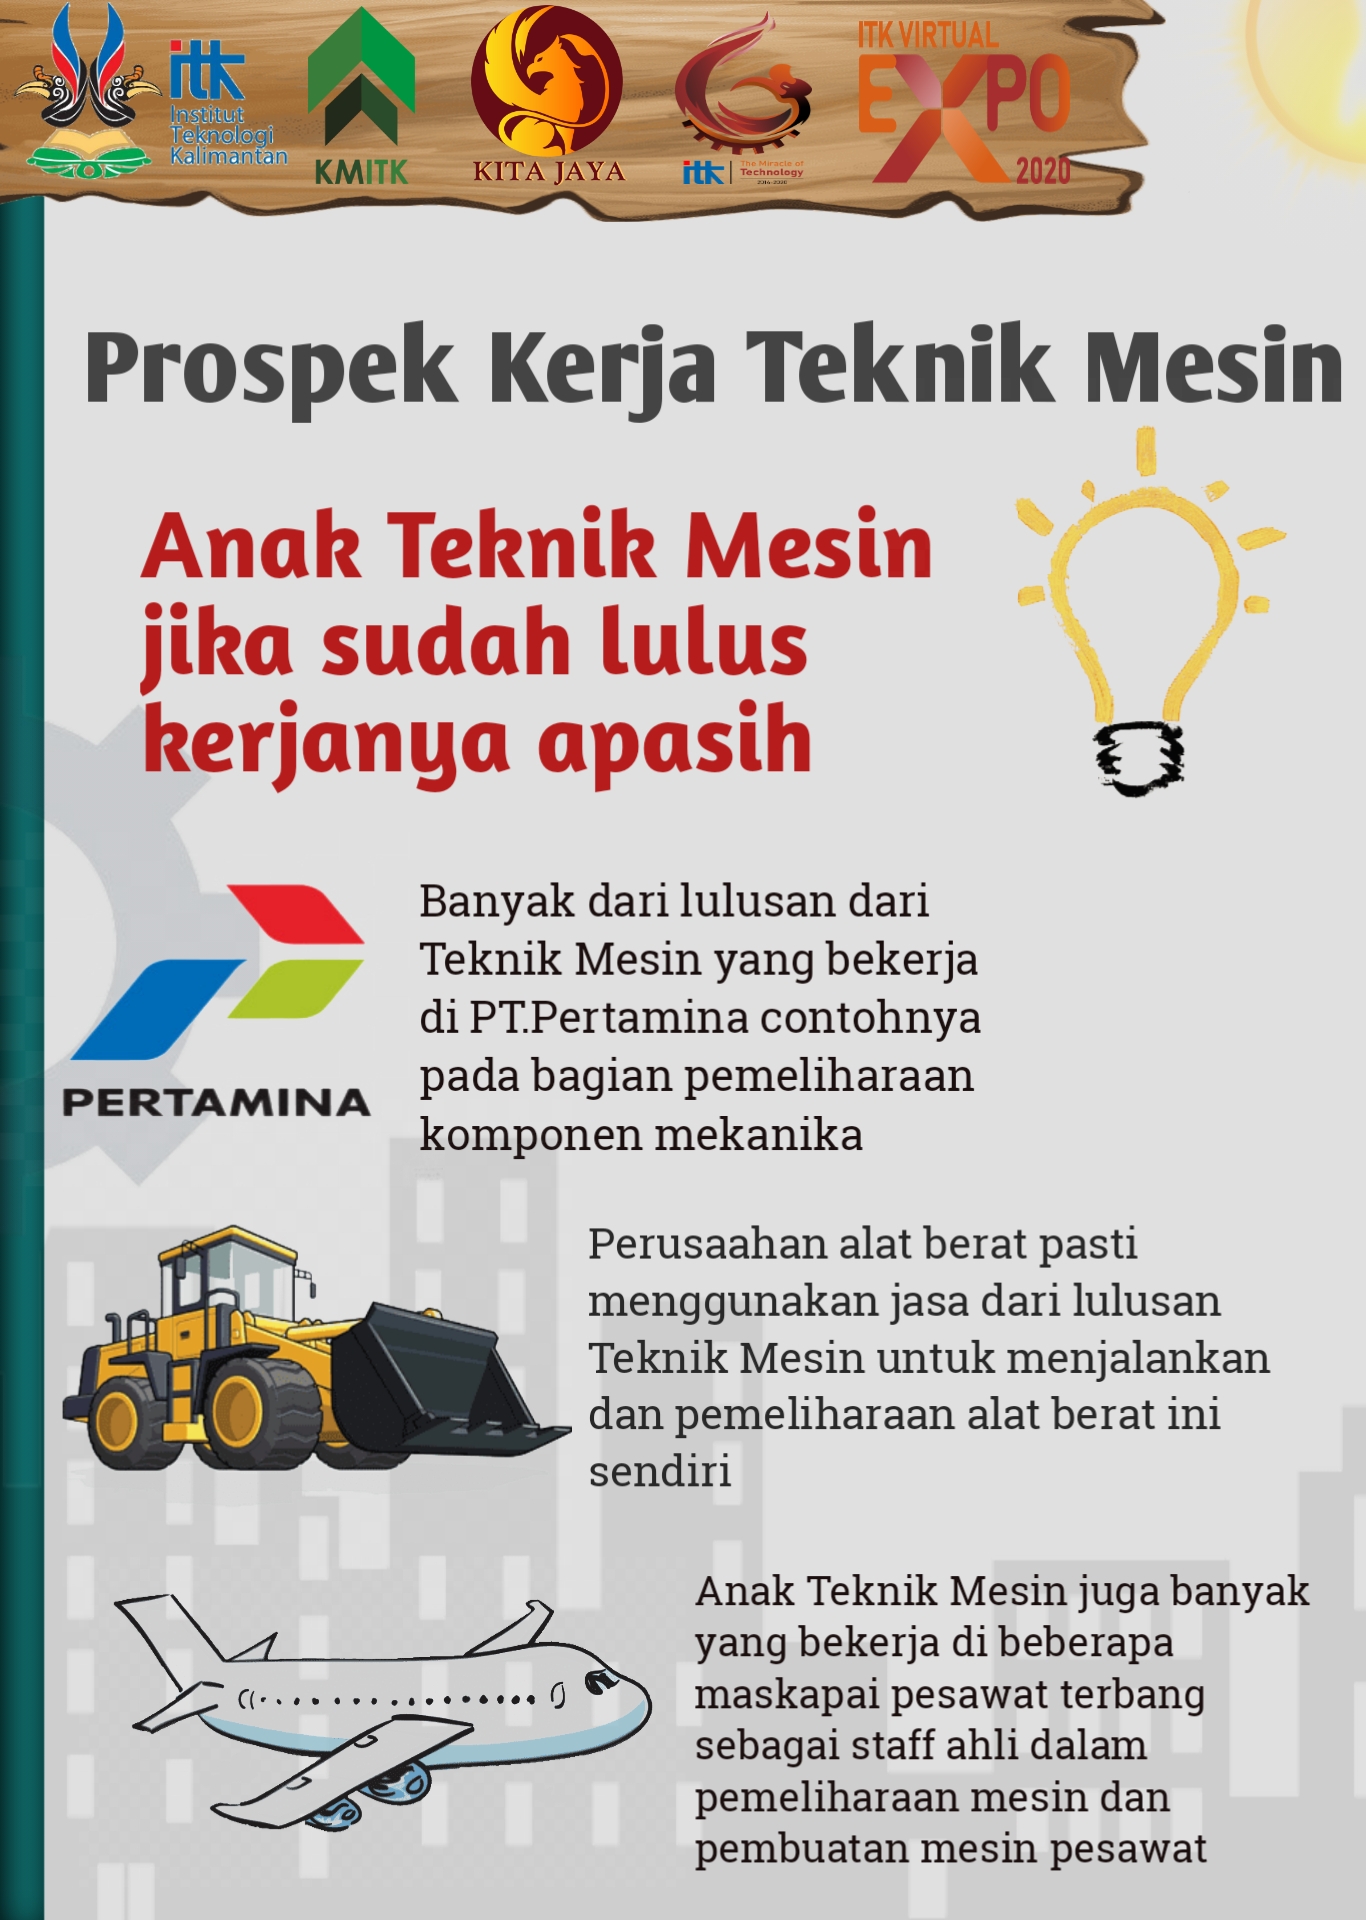 itk
Institut
Teknologi
Kalimantan
KMITK
KITA JAYA
itk
The Miracle of
Technology
ITK VIRTUAL
EXPO
2020
Prospek Kerja Teknik Mesin
Anak Teknik Mesin
jika sudah lulus
kerjanya apasih
Banyak dari lulusan dari
Teknik Mesin yang bekerja
di PT.Pertamina contohnya
pada bagian pemeliharaan
komponen mekanika
PERTAMINA
Perusaahan alat berat pasti
menggunakan jasa dari lulusan
Teknik Mesin untuk menjalankan
dan pemeliharaan alat berat ini
sendiri
Anak Teknik Mesin juga banyak
yang bekerja di beberapa
maskapai pesawat terbang
sebagai staff ahli dalam
pemeliharaan mesin dan
pembuatan mesin pesawat